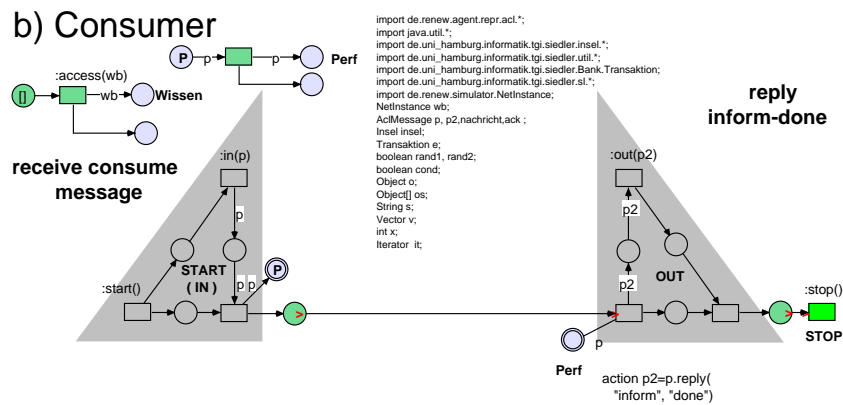 b) Consumer
P
p
p
Perf
:access(wb)
[]
wb
Wissen
receive consume
message
import de.renew.agent.repr.acl.*;
import java.util.*;
import de.uni_hamburg.informatik.tgi.siedler.insel.*;
import de.uni_hamburg.informatik.tgi.siedler.util.*;
import de.uni_hamburg.informatik.tgi.siedler.Bank.Transaktion;
import de.uni_hamburg.informatik.tgi.siedler.sl.*;
import de.renew.simulator.NetInstance;
NetInstance wb;
AclMessage p, p2,nachricht,ack ;
Insel insel;
Transaktion e;
boolean rand1, rand2;
boolean cond;
Object o;
Object[] os;
String s;
Vector v;
int x;
Iterator it;
reply
inform-done
:in(p)
p
START
( IN )
P
p p
:start()
>
:out(p2)
p2
OUT
p2
:stop()
>
>
>
STOP
p
Perf
action p2=p.reply(
"inform", "done")